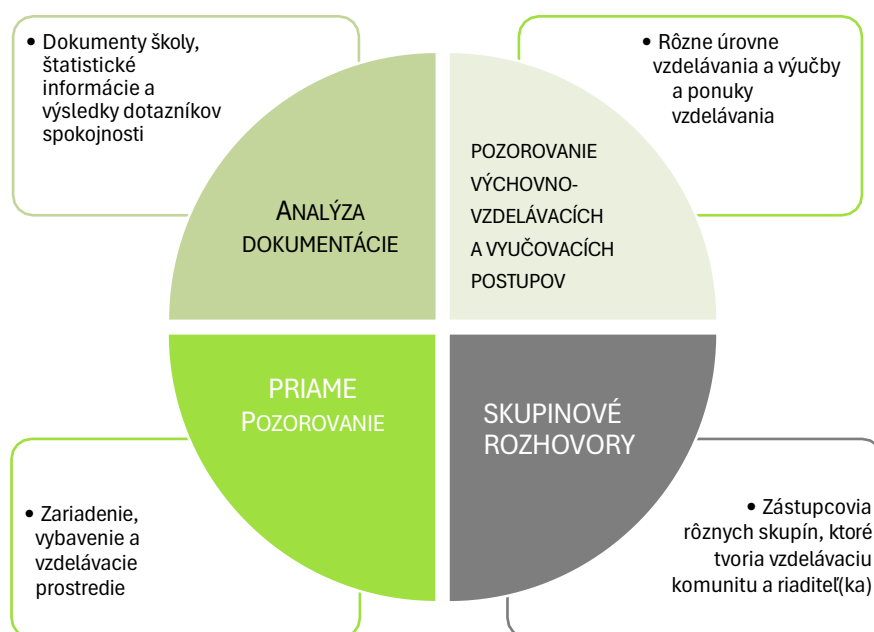 • Dokumenty školy,
štatistické
informácie a
výsledky dotazníkov
spokojnosti
• Rôzne úrovne
vzdelávania a výučby
a ponuky
vzdelávania
ANALÝZA
DOKUMENTÁCIE
POZOROVANIE
VÝCHOVNO-
VZDELÁVACÍCH
A VYUČOVACÍCH
POSTUPOV
PRIAME
POZOROVANIE
SKUPINOVÉ
ROZHOVORY
• Zariadenie,
vybavenie a
vzdelávacie
prostredie
• Zástupcovia
rôznych skupín, ktoré
tvoria vzdelávaciu
komunitu a riaditeľ(ka)